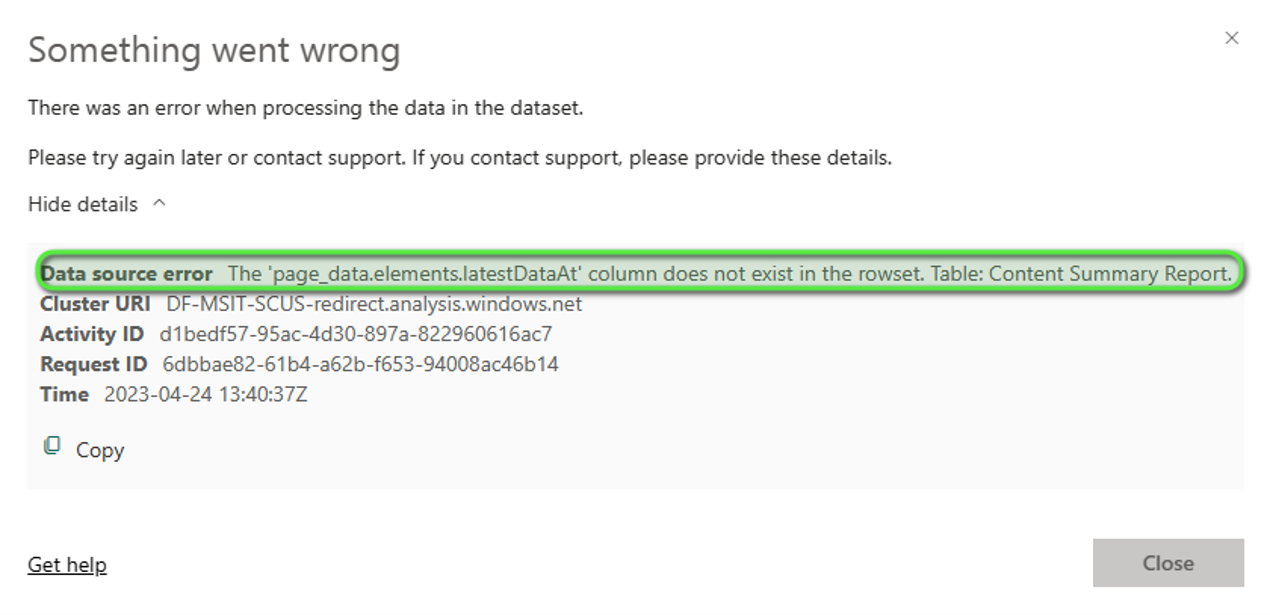 Something went wrong
There was an error when processing the data in the dataset.
Please try again later or contact support. If you contact support, please provide these details.
Hide details
Data source error The 'page_data.elements.latestDataAt' column does not exist in the rowset. Table: Content Summary Report.
Cluster URI DF-MSIT-SCUS-redirect.analysis.windows.net
Activity ID d1bedf57-95ac-4d30-897a-822960616ac7
Request ID 6dbbae82-61b4-a62b-f653-94008ac46b14
Time 2023-04-24 13:40:37Z
Copy
Get help
Close